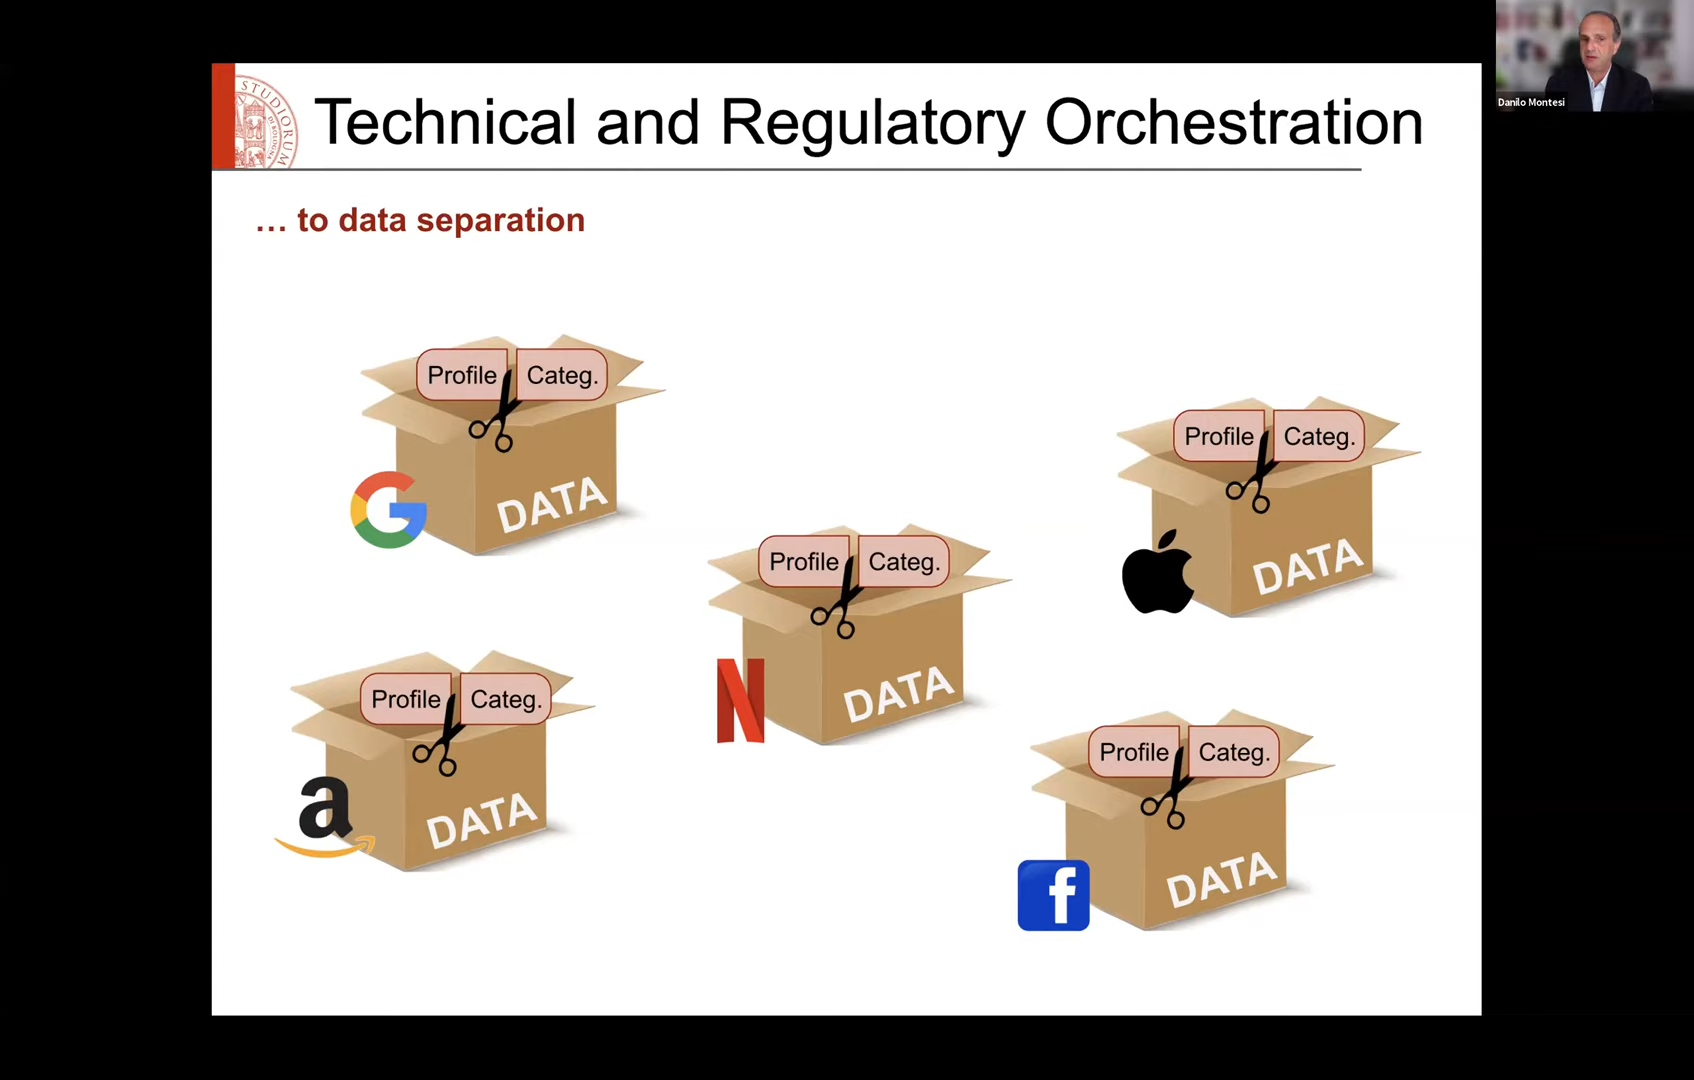 Danilo Montesi
STUDIORUM
Technical and Regulatory Orchestration
… to data separation
Profile Categ.
DATA
Profile Categ.
DATA
Profile Categ.
DATA
Profile Categ.
DATA
a
Profile Categ.
DATA
f